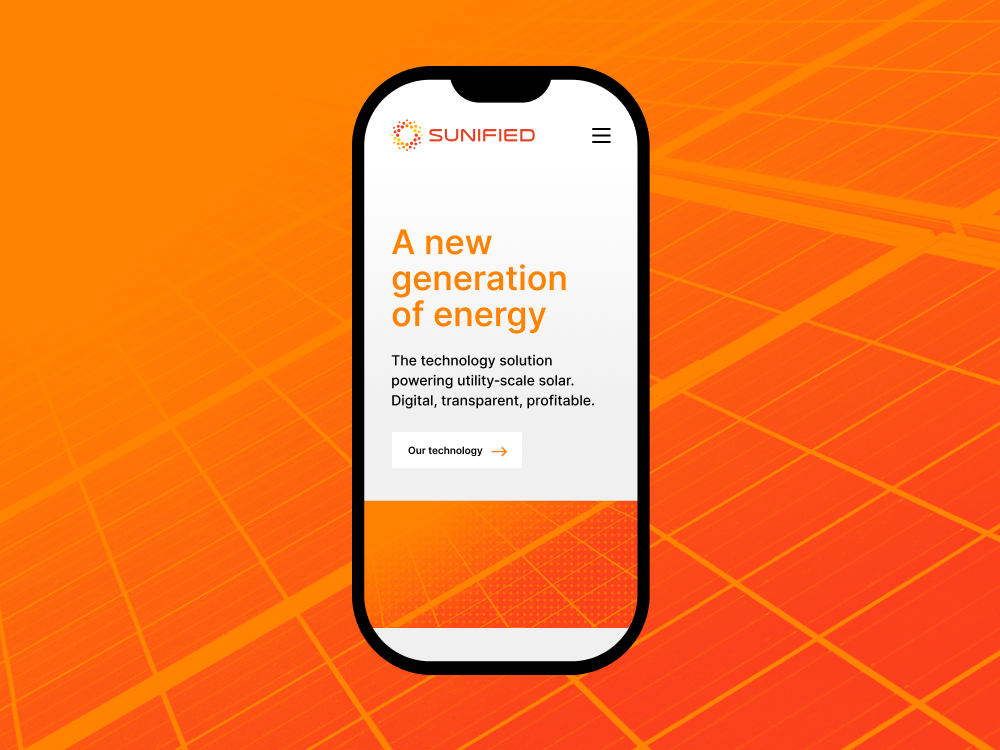 SUNIFIED
A new
generation
of energy
The technology solution
powering utility-scale solar.
Digital, transparent, profitable.
Our technology